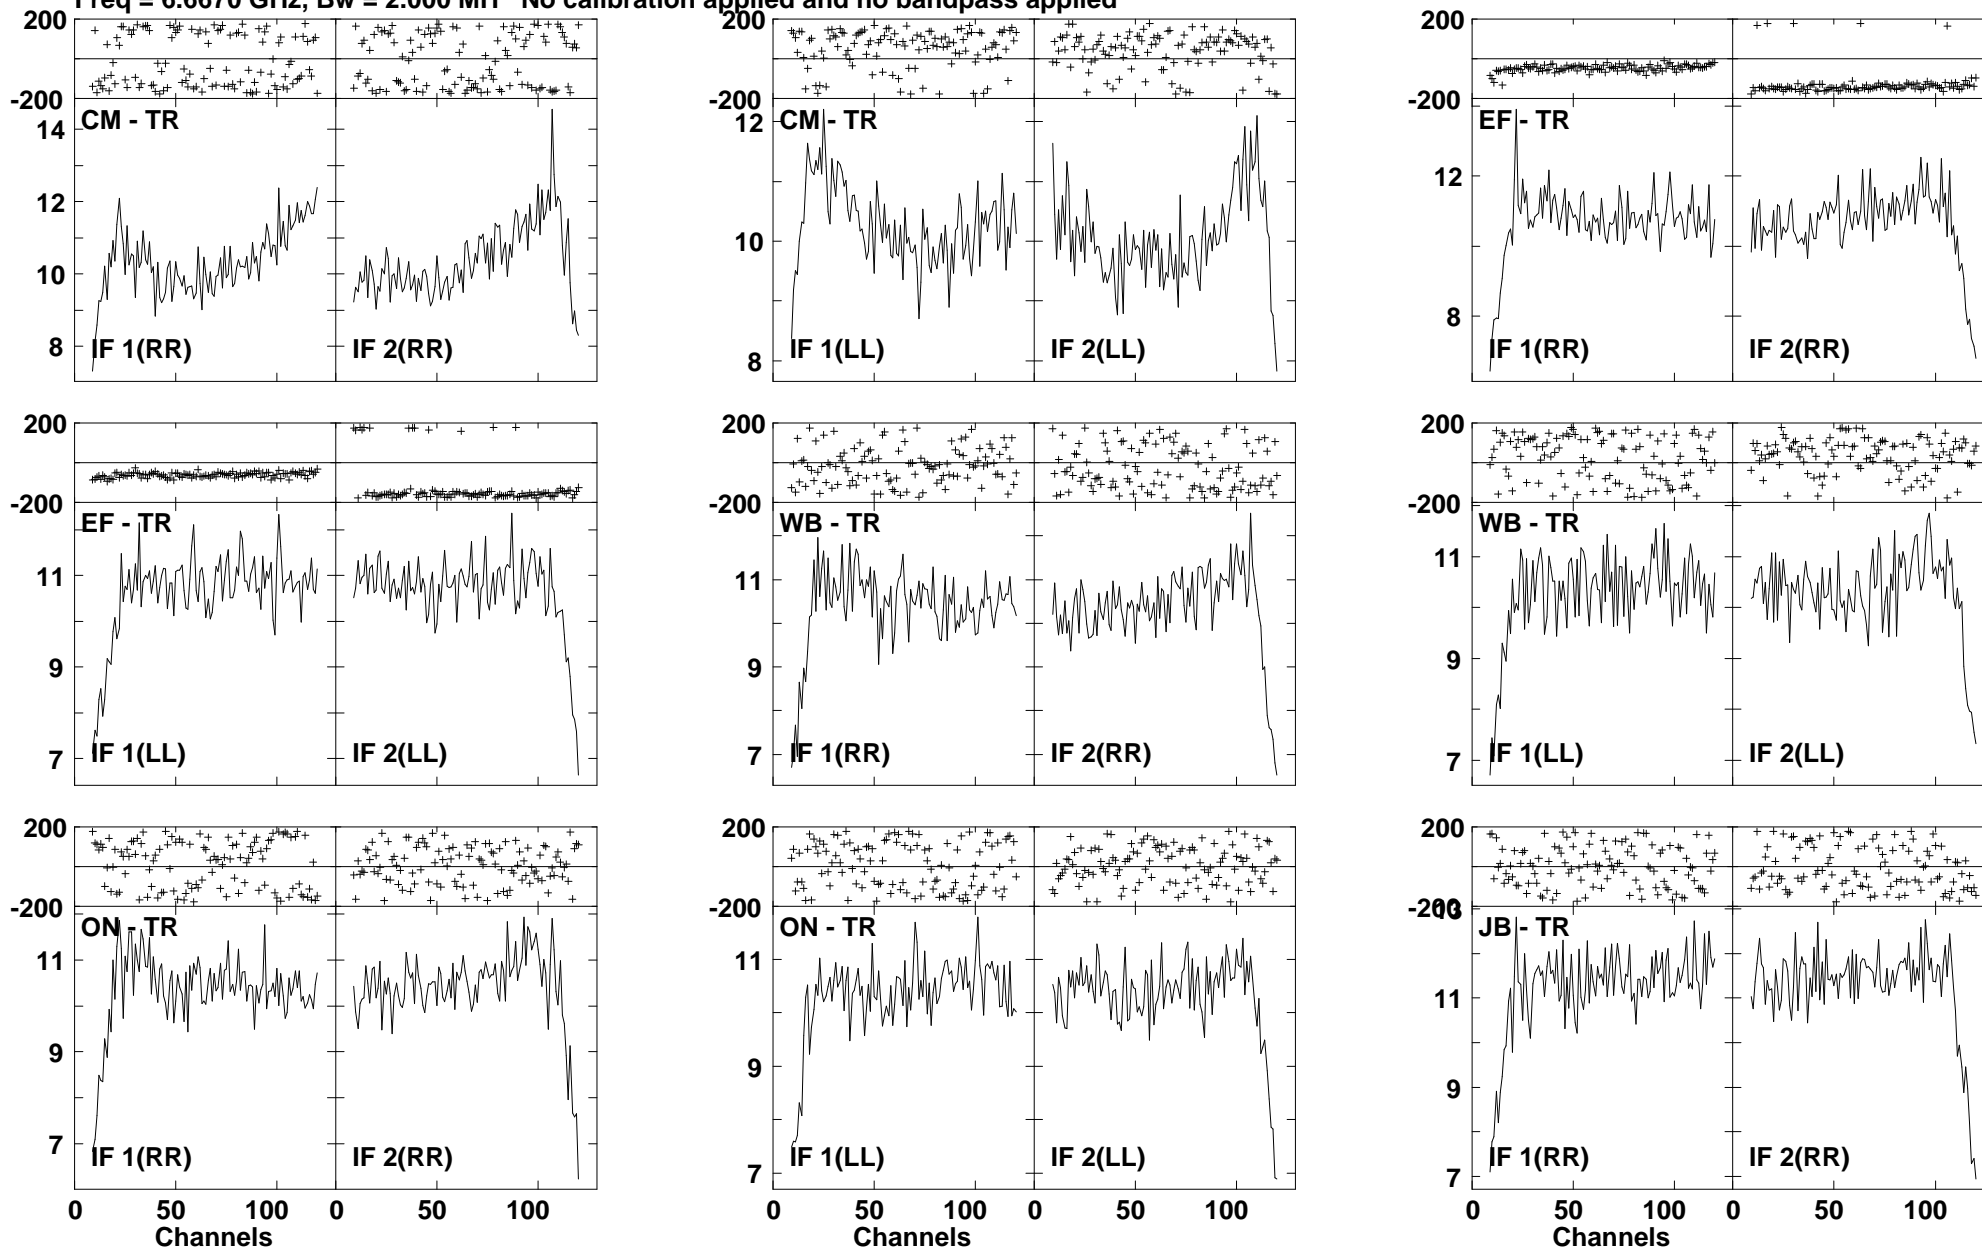 Freq = 6.6670 GHz, Bw = 2.000 MH No calibration applied and no bandpass applied
200
-200
CM - TR
14
12
10
8
IF 1(RR)
IF 2(RR)
200
-200
CM - TR
12
10
8
IF 1(LL)
IF 2(LL)
200
-200
EF - TR
12
8
IF 1(RR)
IF 2(RR)
200
-200
EF - TR
11
9
7
IF 1(LL)
IF 2(LL)
200
-200
WB - TR
11
9
7
IF 1(RR)
IF 2(RR)
200
-200
WB - TR
11
9
7
IF 1(LL)
IF 2(LL)
200
-200
ON - TR
11
9
7
IF 1(RR)
IF 2(RR)
0 50 100 0 50 100
Channels
200
-200
ON - TR
11
9
7
IF 1(LL)
IF 2(LL)
0 50 100 0 50 100
Channels
200
-200
13
JB - TR
11
9
7
IF 1(RR)
IF 2(RR)
0 50 100 0 50 100
Channels